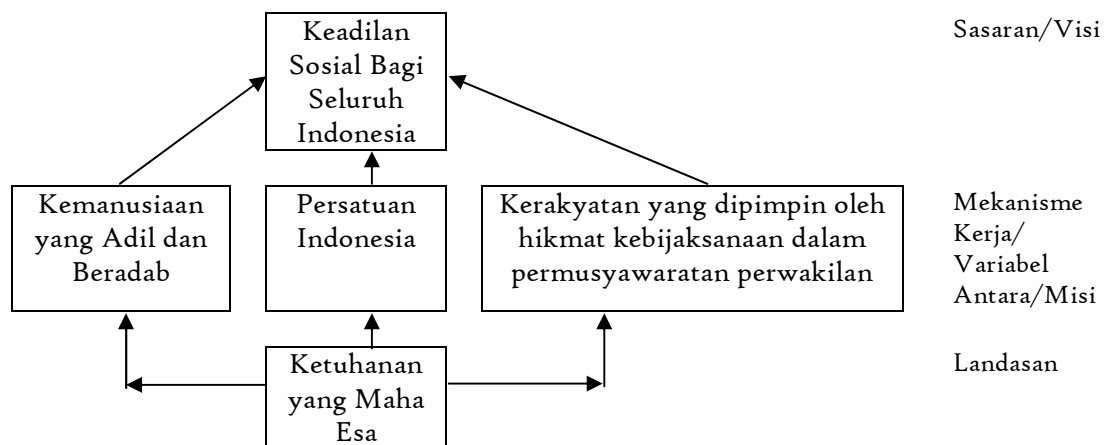 Keadilan
Sosial Bagi
Seluruh
Indonesia
Sasaran/Visi
Kemanusiaan
yang Adil dan
Beradab
Persatuan
Indonesia
Kerakyatan yang dipimpin oleh
hikmat kebijaksanaan dalam
permusyawaratan perwakilan
Mekanisme
Kerja/
Variabel
Antara/Misi
Ketuhanan
yang Maha
Esa
Landasan